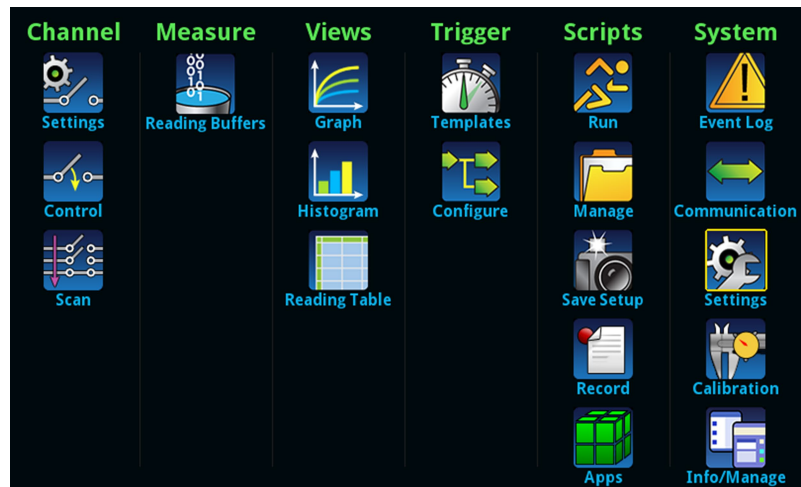 Channel Measure Views Trigger Scripts System
Settings Reading Buffers Graph Templates Run Event Log
Control Histogram Configure Manage Communication
Scan Reading Table Save Setup Settings
Record Calibration
Apps Info/Manage